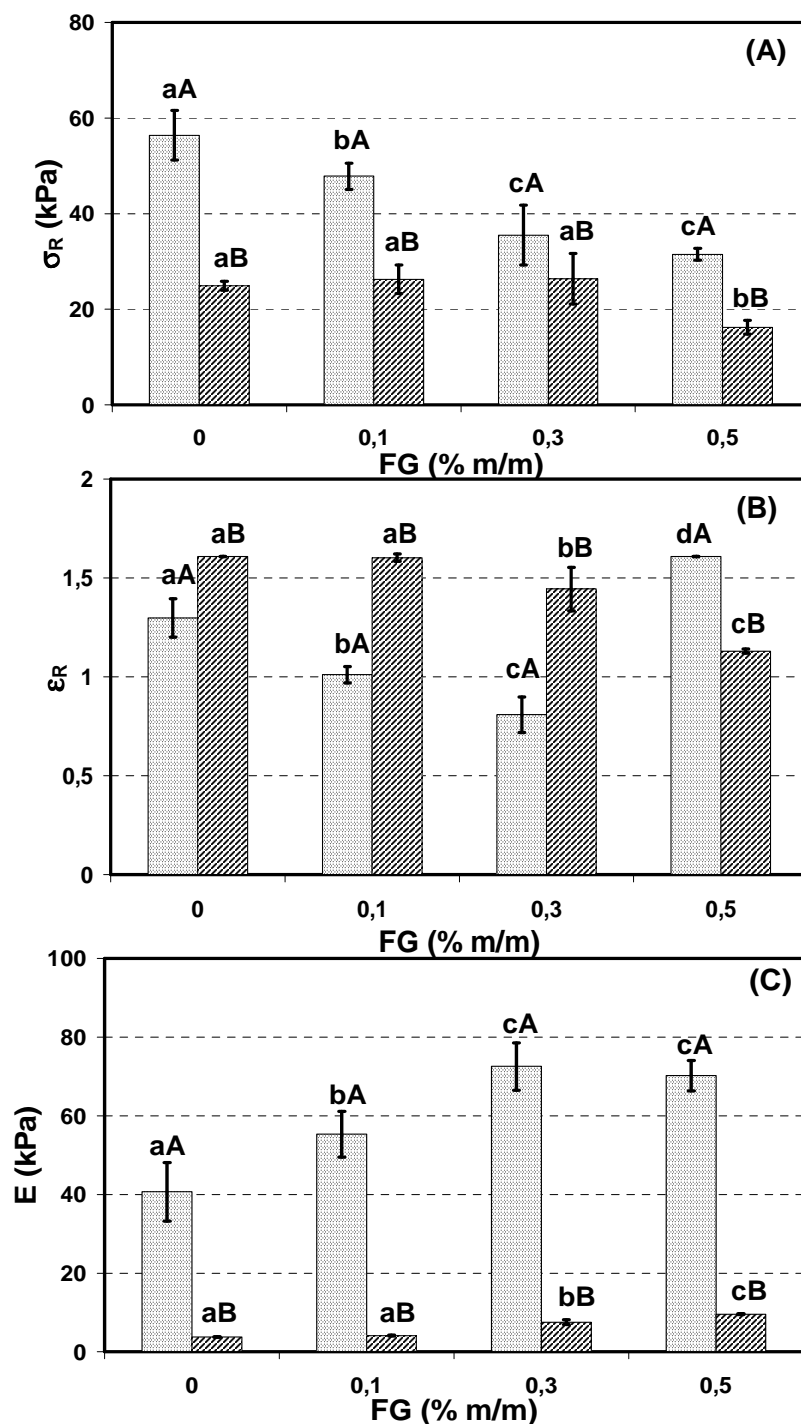 (A)
80
60
40
20
0
σR (kPa)
aA
aB
bA
aB
cA
aB
cA
bB
0 0,1 0,3 0,5
FG (% m/m)
(B)
2
1,5
1
0,5
0
εR
aA
aB
bA
aB
cA
bB
dA
cB
0 0,1 0,3 0,5
FG (% m/m)
(C)
100
80
60
40
20
0
E (kPa)
aA
aB
bA
aB
cA
bB
cA
cB
0 0,1 0,3 0,5
FG (% m/m)